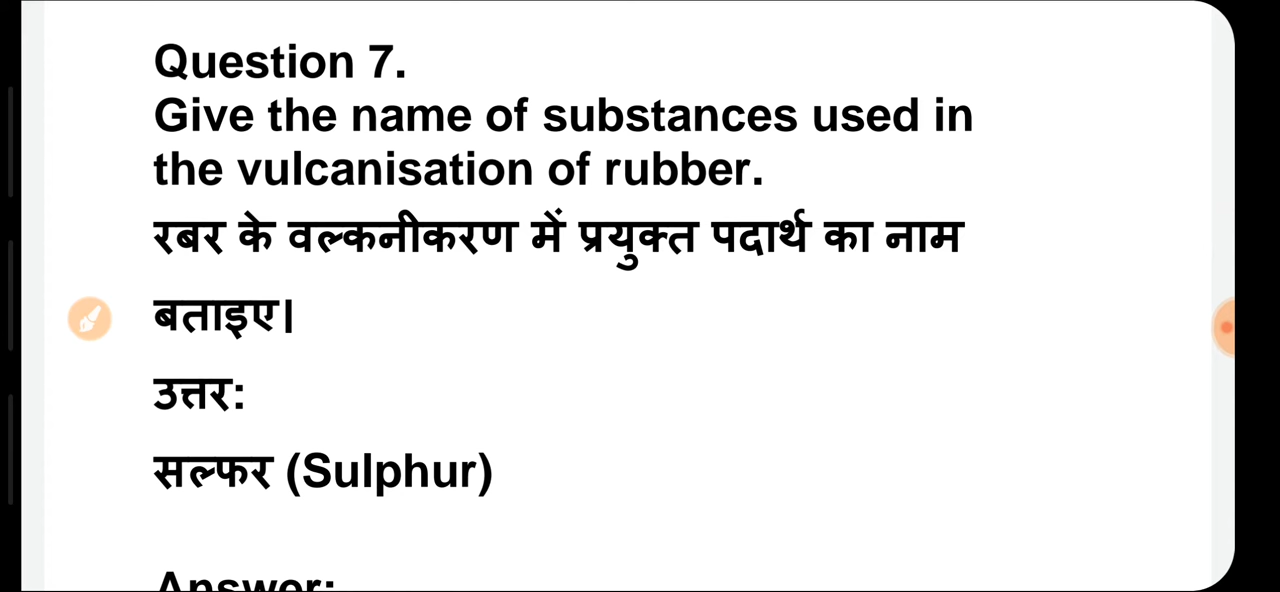 Question 7.
Give the name of substances used in
the vulcanisation of rubber.
रबर के वल्कनीकरण में प्रयुक्त पदार्थ का नाम
बताइए।
उत्तर:
सल्फर (Sulphur)
Answer: